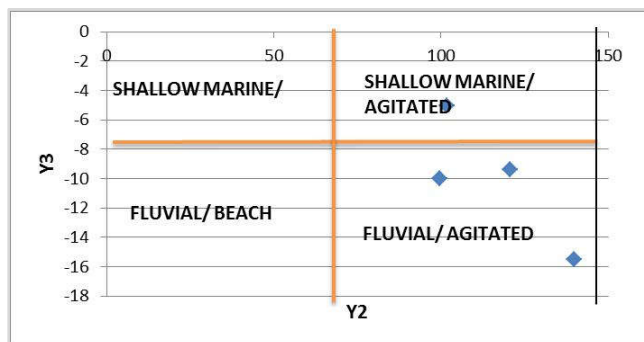 0
0
50
100
150
-2
SHALLOW MARINE/
SHALLOW MARINE/
AGITATED
-4
-6
-8
Y3
-10
-12
FLUVIAL/ BEACH
FLUVIAL/ AGITATED
-14
-16
-18
Y2